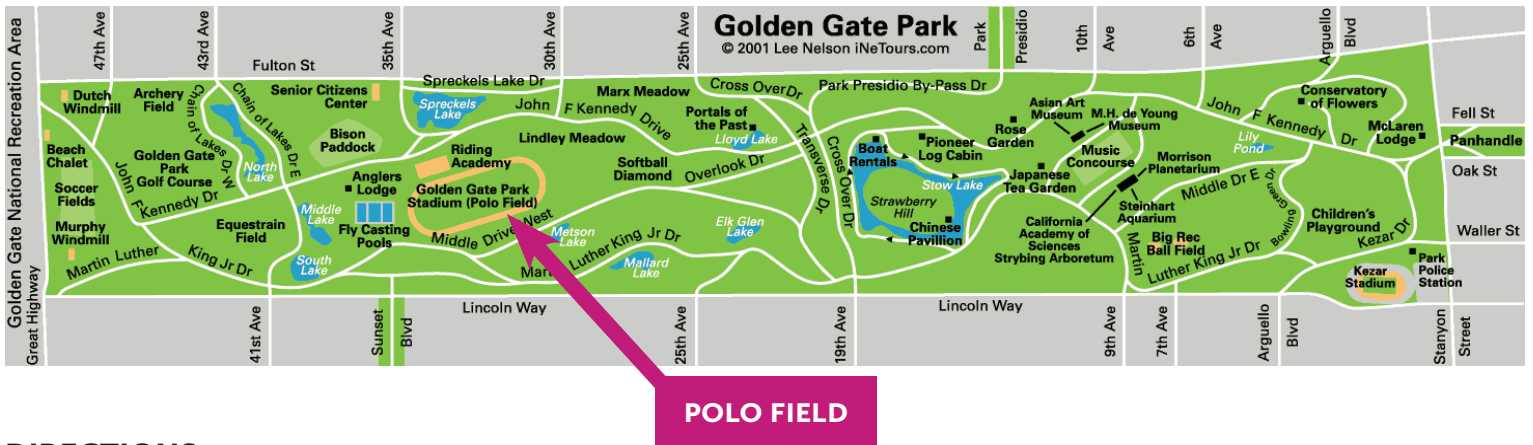 Golden Gate Park
© 2001 Lee Nelson iNeTours.com
Golden Gate National Recreation Area
Great Highway
47th Ave
43rd Ave
35th Ave
30th Ave
25th Ave
Park
Presidio
10th
Ave
6th
Ave
Arguello
Blvd
Fulton St
Spreckels Lake Dr
Cross Over Dr
Park Presidio By-Pass Dr
Fell St
Panhandle
Oak St
Waller St
Dutch
Windmill
Archery
Field
Chain of Lakes Dr W
Chain of Lakes Dr E
North
Lake
Senior Citizens
Center
Bison
Paddock
Spreckels
Lake
John F Kennedy Drive
Marx Meadow
Lindley Meadow
Portals of
the Past
Lloyd Lake
Transverse Dr
Cross Over Dr
Boat
Rentals
Pioneer
Log Cabin
Rose
Garden
Asian Art
Museum
M.H. de Young
Museum
Music
Concourse
John F Kennedy Dr
Lily
Pond
Conservatory
of Flowers
McLaren
Lodge
Beach
Chalet
Golden Gate
Park
Golf Course
John F
Kennedy Dr
Soccer
Fields
Murphy
Windmill
Martin Luther King Jr Dr
Equestrain
Field
Middle
Lake
South
Lake
Anglers
Lodge
Fly Casting
Pools
Riding
Academy
Golden Gate Park
Stadium (Polo Field)
Middle Drive West
Softball
Diamond
Overlook Dr
Metson
Lake
Martin Luther King Jr Dr
Mallard
Lake
Elk Glen
Lake
Stow Lake
Strawberry
Hill
Chinese
Pavillion
Japanese
Tea Garden
Morrison
Planetarium
Steinhart
Aquarium
California
Academy of
Sciences
Strybing Arboretum
Middle Dr E
Bowling Green Dr
Big Rec
Ball Field
Martin
Luther King Jr Dr
Children's
Playground
Kezar Dr
Kezar
Stadium
Park
Police
Station
Lincoln Way
Lincoln Way
41st Ave
Sunset
Blvd
25th Ave
19th Ave
9th Ave
7th Ave
Arguello
Blvd
Stanyon
Street
POLO FIELD